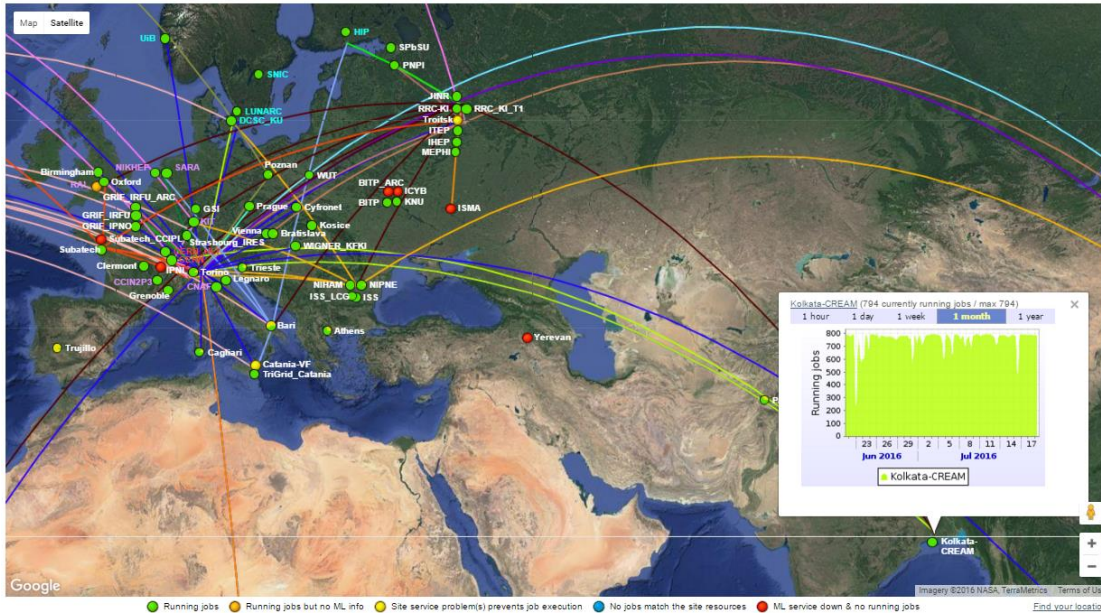 Map Satellite
UiB
HIP
SPbSU
PNPI
SNIC
JINR
LUNARC
RRC-KI RRC_KI_T1
DCSC_KU
Troitsk
ITEP
IHEP
MEPHI
Poznan
NIKHEF SARA
Birmingham
WUT
Oxford
RAL
BITP_ARC ICYB
GRIF_IRFU_ARC
BITP KNU
ISMA
GSI
Prague
Cyfronet
GRIF_IRFU
KIT
GRIF_IPNO
Kosice
Vienna Bratislava
Subatech_CCIPL
Strasbourg_IRES
WIGNER_KFKI
Subatech
Clermont
IPNL
Torino
Trieste
CCIN2P3
CNAF
Legnaro
NIHAM NIPNE
Grenoble
ISS_LCG ISS
Bari
Athens
Yerevan
Trujillo
Cagliari
Catania-VF
TriGrid_Catania
Kolkata-CREAM (794 currently running jobs / max 794)
1 hour 1 day 1 week 1 month 1 year
Running jobs
800
700
600
500
400
300
200
100
0
23 26 29 2 5 8 11 14 17
Jun 2016 Jul 2016
Kolkata-CREAM
Kolkata-
CREAM
+
−
Google
Imagery ©2016 NASA, TerraMetrics Terms of Us
Running jobs Running jobs but no ML info Site service problem(s) prevents job execution No jobs match the site resources ML service down & no running jobs Find your locatio